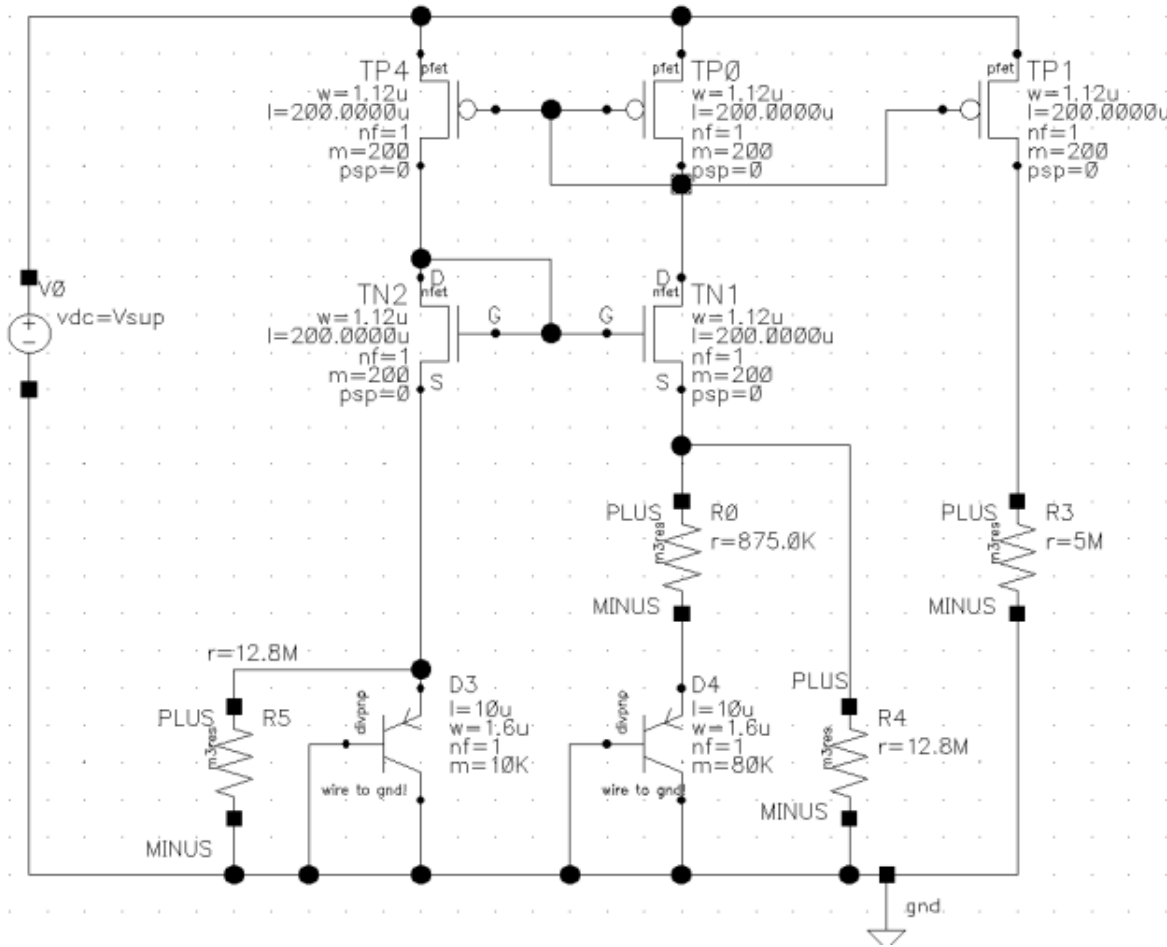 TP4
pfet
w=1.12u
l=200.0000u
nf=1
m=200
psp=0
pfet
TP0
w=1.12u
l=200.0000u
nf=1
m=200
psp=0
pfet
TP1
w=1.12u
l=200.0000u
nf=1
m=200
psp=0
V0
vdc=Vsup
+
−
D
TN2
nfet
w=1.12u
l=200.0000u
nf=1
m=200
psp=0
G
S
D
nfet
TN1
w=1.12u
l=200.0000u
nf=1
m=200
psp=0
G
S
PLUS
R0
m3res
r=875.0K
MINUS
PLUS
R3
m3res
r=5M
MINUS
r=12.8M
PLUS
R5
m3res
MINUS
D3
divpnp
l=10u
w=1.6u
nf=1
m=10K
wire to gnd!
D4
divpnp
l=10u
w=1.6u
nf=1
m=80K
wire to gnd!
PLUS
R4
m3res
r=12.8M
MINUS
gnd